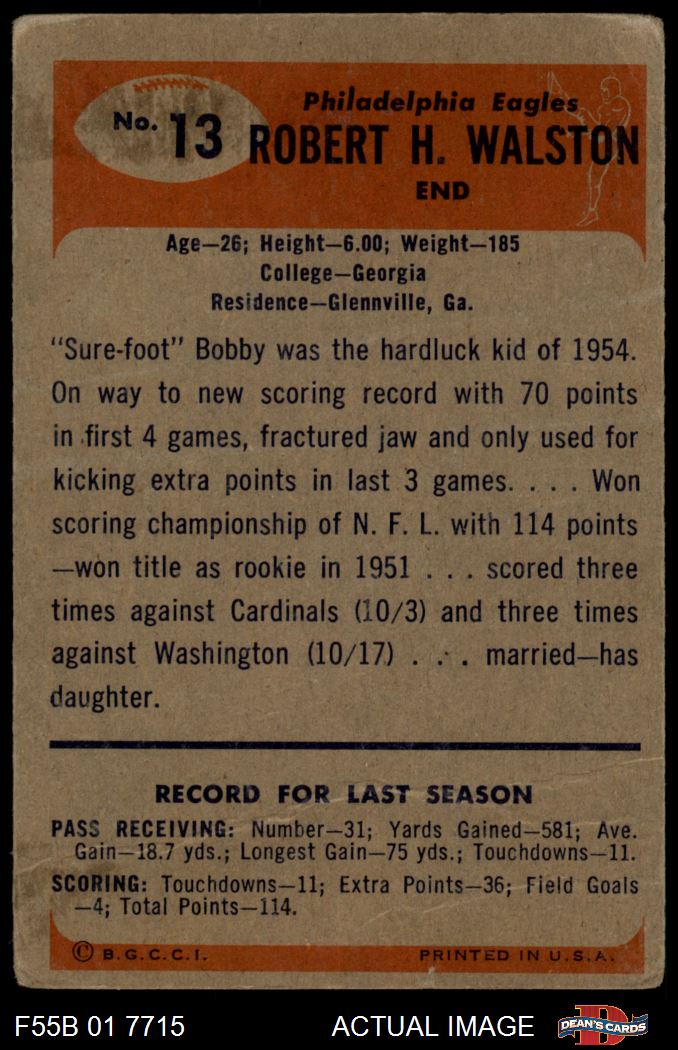 Philadelphia Eagles
No. 13 ROBERT H. WALSTON
END
Age—26; Height—6.00; Weight—185
College—Georgia
Residence—Glennville, Ga.
"Sure-foot" Bobby was the hardluck kid of 1954.
On way to new scoring record with 70 points
in first 4 games, fractured jaw and only used for
kicking extra points in last 3 games. . . . Won
scoring championship of N. F. L. with 114 points
—won title as rookie in 1951 . . . scored three
times against Cardinals (10/3) and three times
against Washington (10/17) . . . married—has
daughter.
RECORD FOR LAST SEASON
PASS RECEIVING: Number—31; Yards Gained—581; Ave.
Gain—18.7 yds.; Longest Gain—75 yds.; Touchdowns—11.
SCORING: Touchdowns—11; Extra Points—36; Field Goals
—4; Total Points—114.
© B.G.C.C.I. PRINTED IN U.S.A.
F55B 01 7715 ACTUAL IMAGE D DEAN'S CARDS